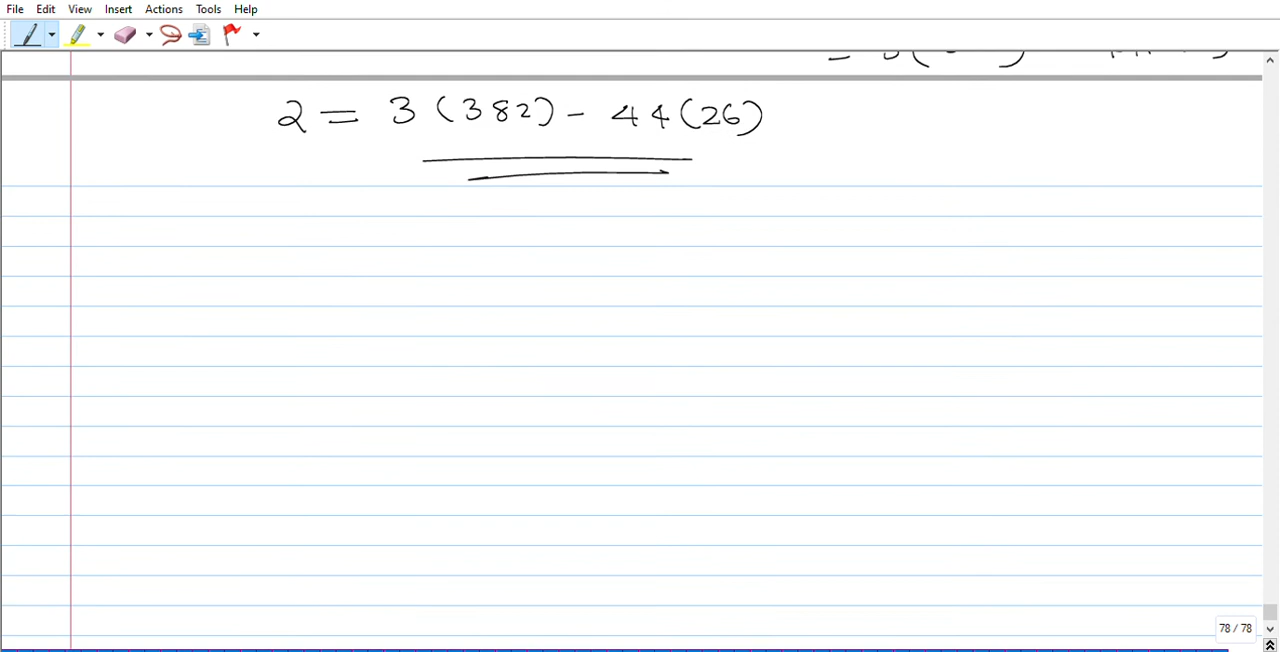 File Edit View Insert Actions Tools Help
2 = 3 (382) - 44(26)
78 / 78